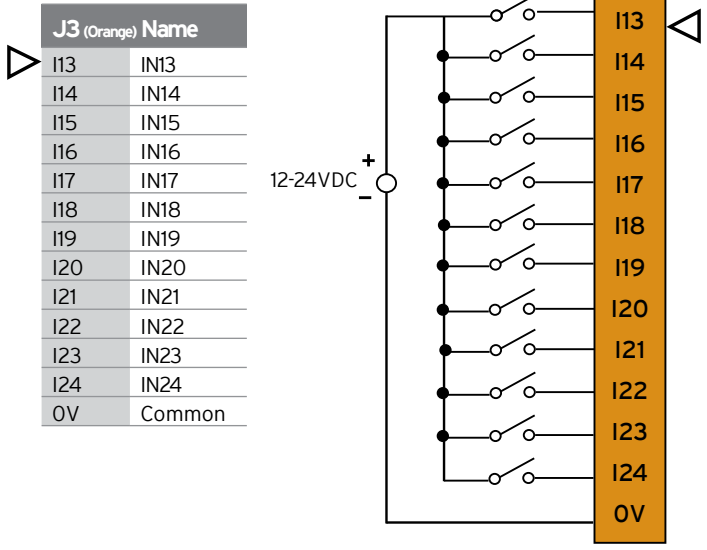 J3 (Orange) Name
I13 IN13
I14 IN14
I15 IN15
I16 IN16
I17 IN17
I18 IN18
I19 IN19
I20 IN20
I21 IN21
I22 IN22
I23 IN23
I24 IN24
0V Common
+
12-24VDC
–
I13
I14
I15
I16
I17
I18
I19
I20
I21
I22
I23
I24
0V